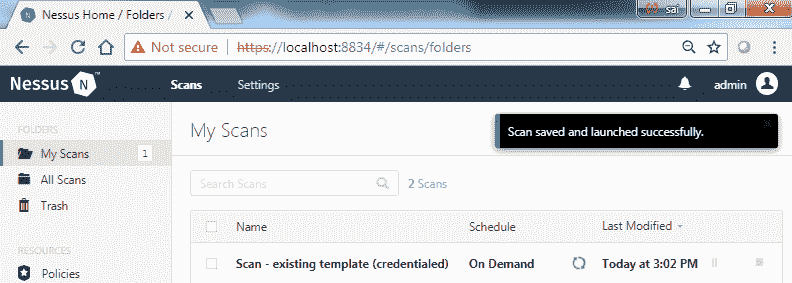 Nessus Home / Folders /
sai
Not secure https://localhost:8834/#/scans/folders
Nessus N Scans Settings admin
FOLDERS
My Scans 1
All Scans
Trash
RESOURCES
Policies
My Scans
Scan saved and launched successfully.
Search Scans 2 Scans
Name Schedule Last Modified
Scan - existing template (credentialed) On Demand Today at 3:02 PM